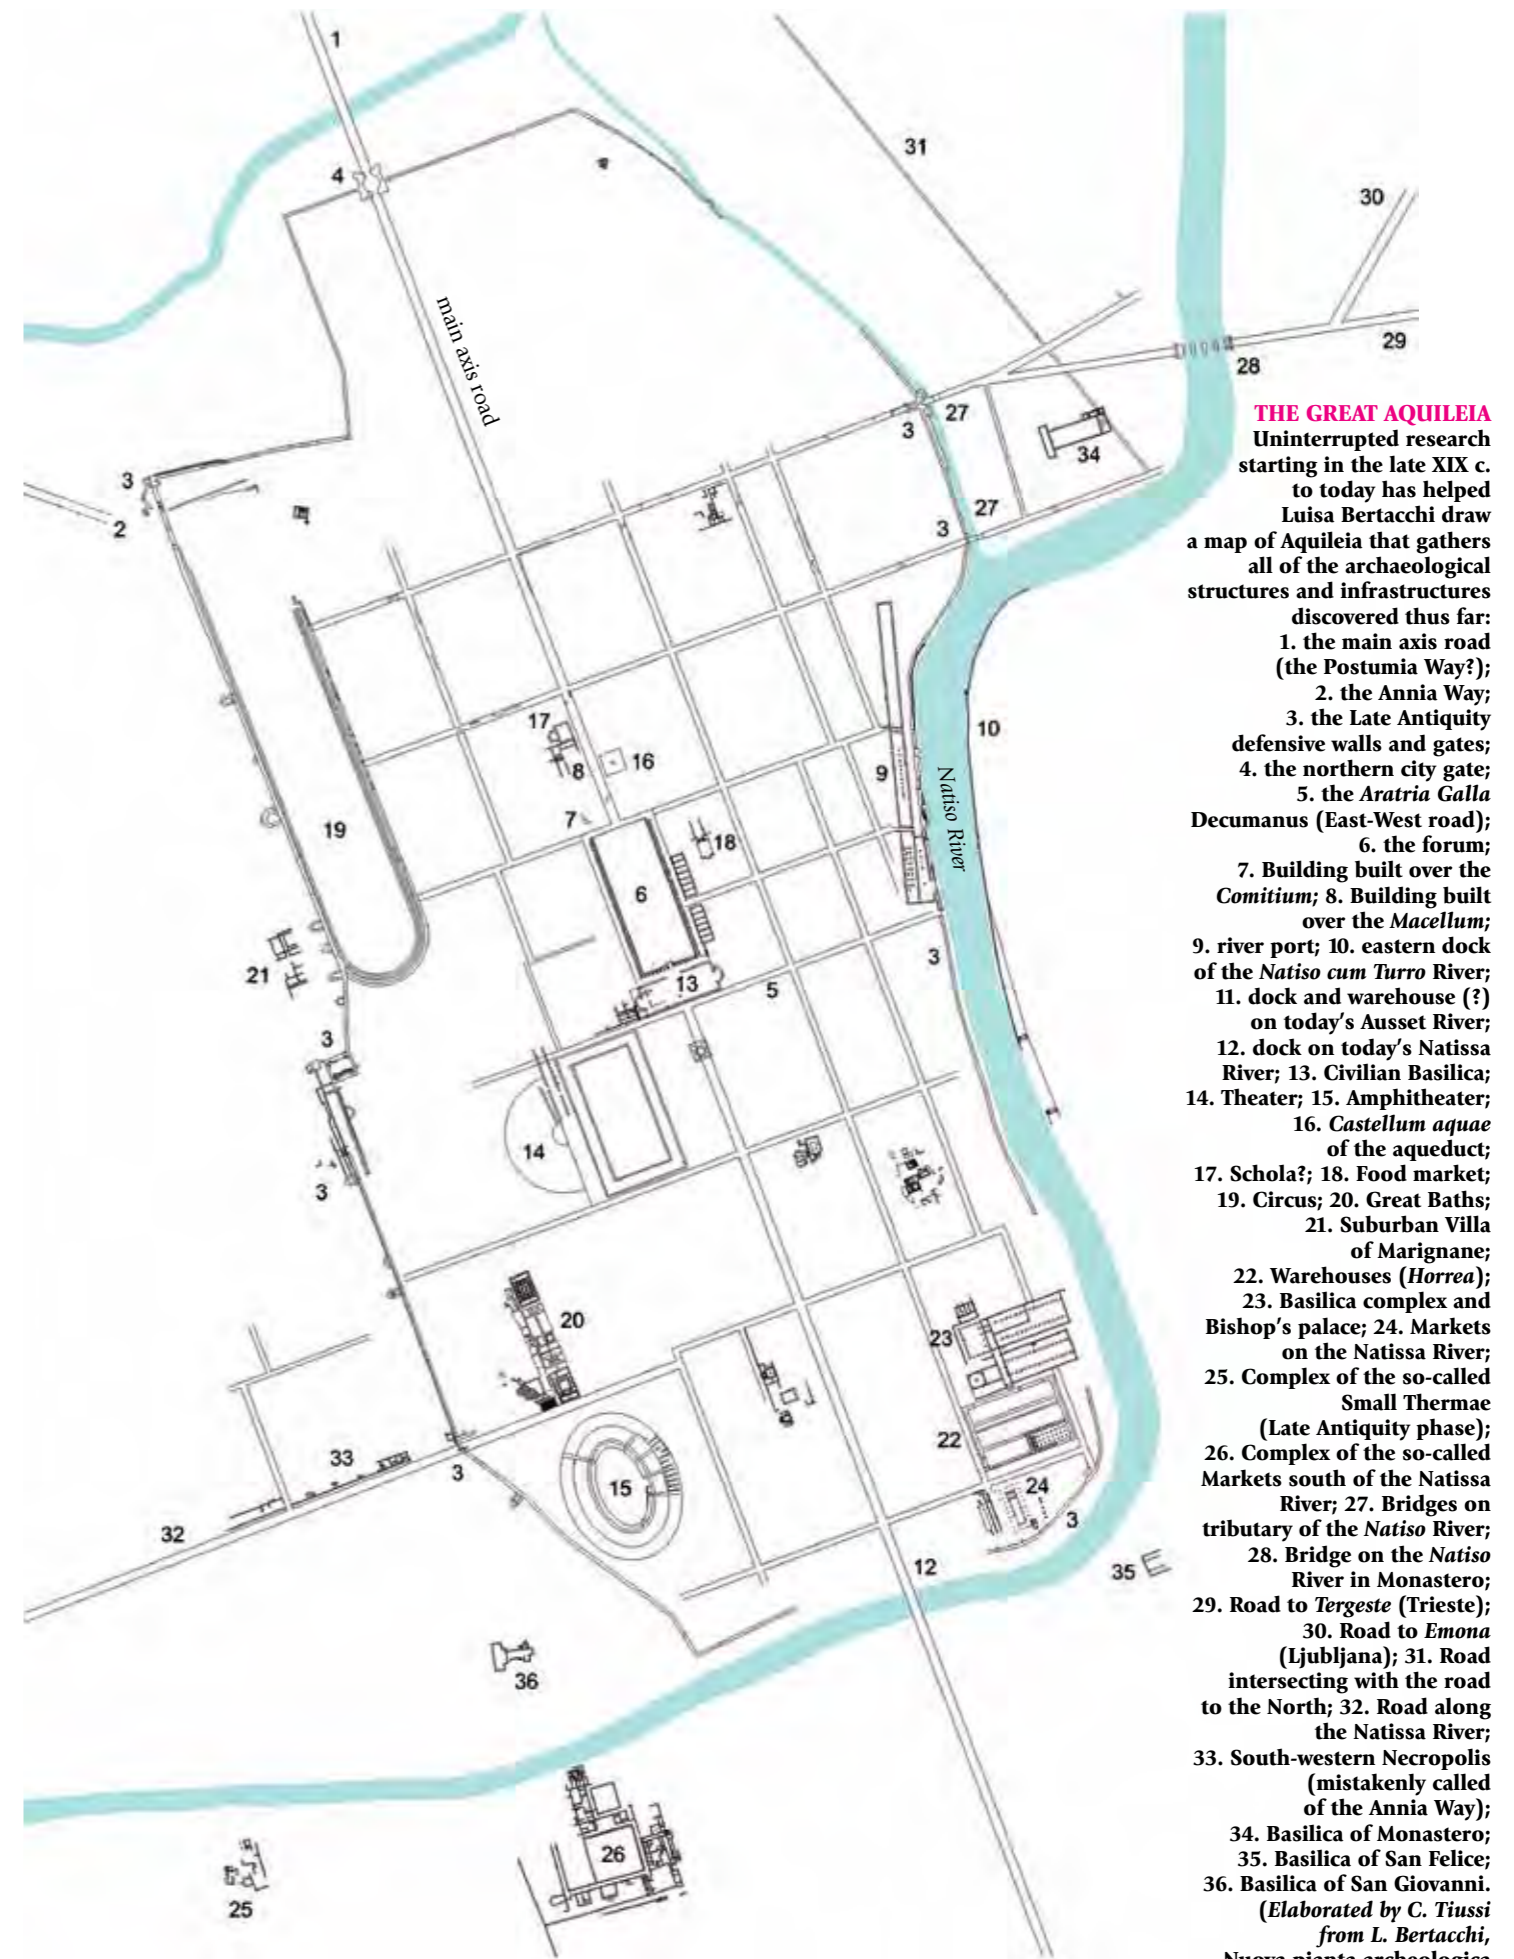 1
31
4
30
main axis road
29
28
27
3
34
3
2
27
3
17
10
8
16
9
Natiso River
7
19
18
6
3
21
13
5
3
14
3
20
23
22
33
3
15
24
32
3
12
35
36
26
25
THE GREAT AQUILEIA
Uninterrupted research
starting in the late XIX c.
to today has helped
Luisa Bertacchi draw
a map of Aquileia that gathers
all of the archaeological
structures and infrastructures
discovered thus far:
1. the main axis road
(the Postumia Way?);
2. the Annia Way;
3. the Late Antiquity
defensive walls and gates;
4. the northern city gate;
5. the Aratria Galla
Decumanus (East-West road);
6. the forum;
7. Building built over the
Comitium; 8. Building built
over the Macellum;
9. river port; 10. eastern dock
of the Natiso cum Turro River;
11. dock and warehouse (?)
on today's Ausset River;
12. dock on today's Natissa
River; 13. Civilian Basilica;
14. Theater; 15. Amphitheater;
16. Castellum aquae
of the aqueduct;
17. Schola?; 18. Food market;
19. Circus; 20. Great Baths;
21. Suburban Villa
of Marignane;
22. Warehouses (Horrea);
23. Basilica complex and
Bishop's palace; 24. Markets
on the Natissa River;
25. Complex of the so-called
Small Thermae
(Late Antiquity phase);
26. Complex of the so-called
Markets south of the Natissa
River; 27. Bridges on
tributary of the Natiso River;
28. Bridge on the Natiso
River in Monastero;
29. Road to Tergeste (Trieste);
30. Road to Emona
(Ljubljana); 31. Road
intersecting with the road
to the North; 32. Road along
the Natissa River;
33. South-western Necropolis
(mistakenly called
of the Annia Way);
34. Basilica of Monastero;
35. Basilica of San Felice;
36. Basilica of San Giovanni.
(Elaborated by C. Tiussi
from L. Bertacchi,
Nuova pianta archeologica